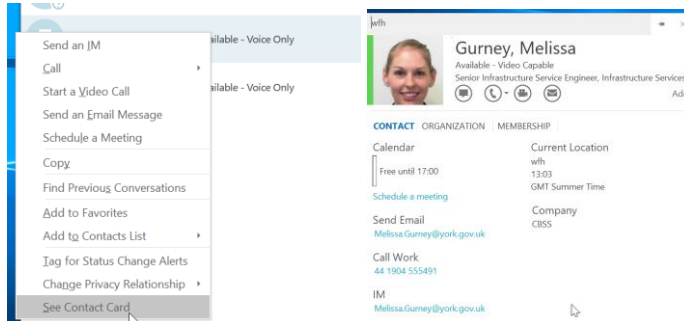 ailable - Voice Only
Send an IM
Call
Start a Video Call
ailable - Voice Only
Send an Email Message
Schedule a Meeting
Copy
Find Previous Conversations
Add to Favorites
Add to Contacts List
Tag for Status Change Alerts
Change Privacy Relationship
See Contact Card
wfh
Gurney, Melissa
Available - Video Capable
Senior Infrastructure Service Engineer, Infrastructure Services
Ad
CONTACT ORGANIZATION MEMBERSHIP
Calendar
Free until 17:00
Schedule a meeting
Send Email
Melissa.Gurney@york.gov.uk
Call Work
44 1904 555491
IM
Melissa.Gurney@york.gov.uk
Current Location
wfh
13:03
GMT Summer Time
Company
CBSS